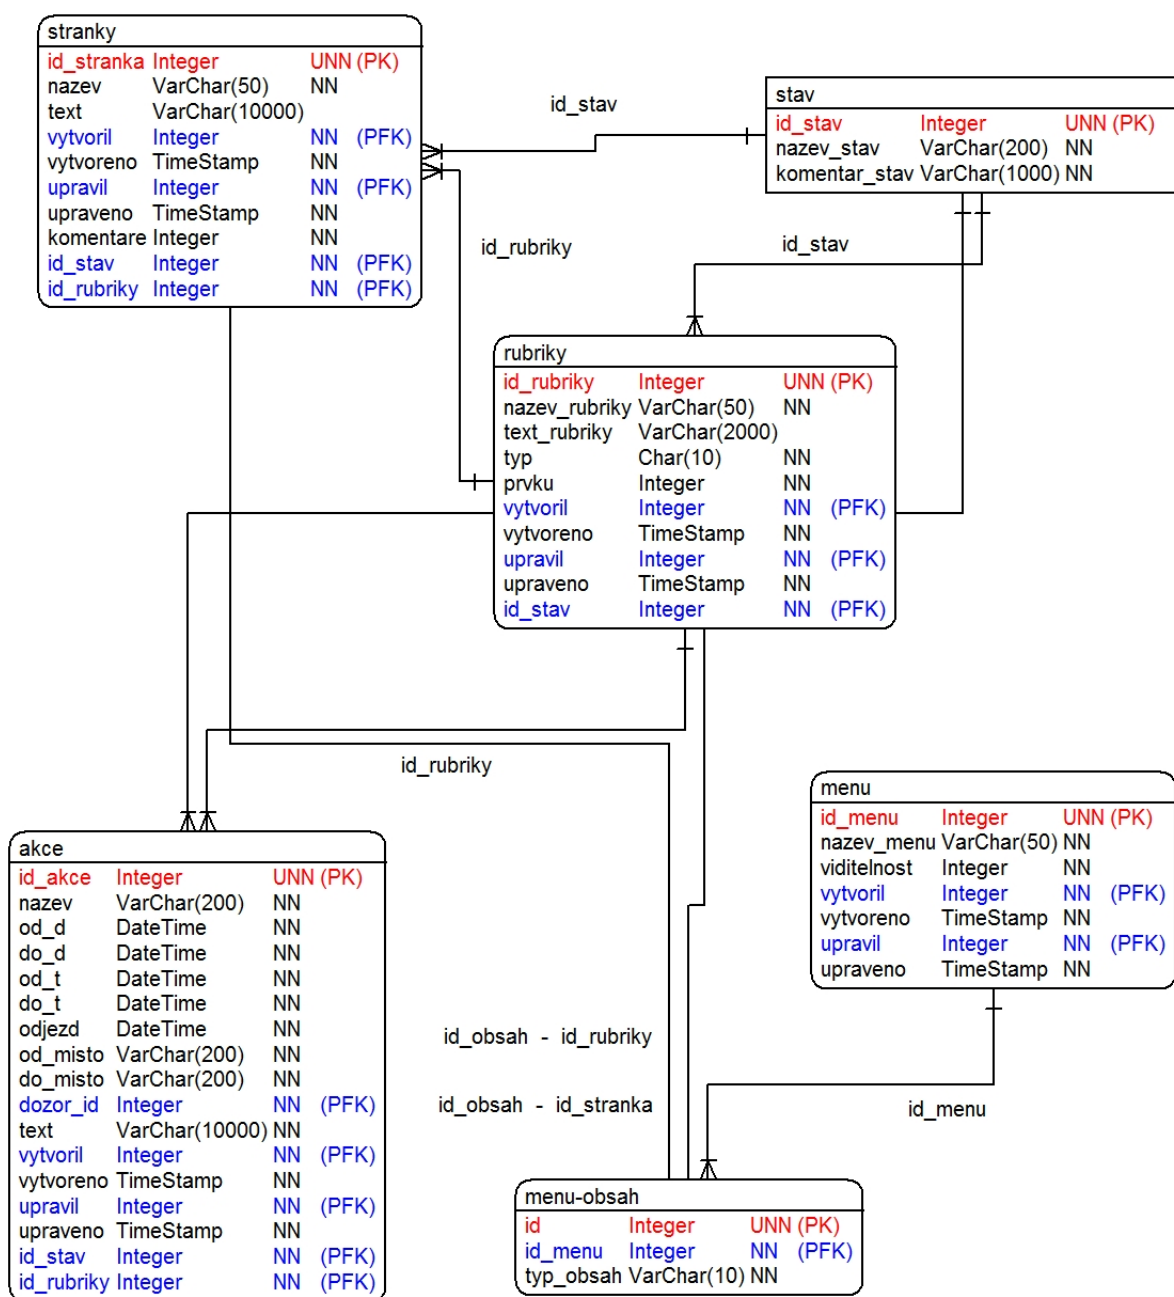 stranky
id_stranka Integer UNN (PK)
nazev VarChar(50) NN
text VarChar(10000)
vytvoril Integer NN (PFK)
vytvoreno TimeStamp NN
upravil Integer NN (PFK)
upraveno TimeStamp NN
komentare Integer NN
id_stav Integer NN (PFK)
id_rubriky Integer NN (PFK)
id_stav
stav
id_stav Integer UNN (PK)
nazev_stav VarChar(200) NN
komentar_stav VarChar(1000) NN
id_rubriky
id_stav
rubriky
id_rubriky Integer UNN (PK)
nazev_rubriky VarChar(50) NN
text_rubriky VarChar(2000)
typ Char(10) NN
prvku Integer NN
vytvoril Integer NN (PFK)
vytvoreno TimeStamp NN
upravil Integer NN (PFK)
upraveno TimeStamp NN
id_stav Integer NN (PFK)
id_rubriky
akce
id_akce Integer UNN (PK)
nazev VarChar(200) NN
od_d DateTime NN
do_d DateTime NN
od_t DateTime NN
do_t DateTime NN
odjezd DateTime NN
od_misto VarChar(200) NN
do_misto VarChar(200) NN
dozor_id Integer NN (PFK)
text VarChar(10000) NN
vytvoril Integer NN (PFK)
vytvoreno TimeStamp NN
upravil Integer NN (PFK)
upraveno TimeStamp NN
id_stav Integer NN (PFK)
id_rubriky Integer NN (PFK)
menu
id_menu Integer UNN (PK)
nazev_menu VarChar(50) NN
viditelnost Integer NN
vytvoril Integer NN (PFK)
vytvoreno TimeStamp NN
upravil Integer NN (PFK)
upraveno TimeStamp NN
id_obsah - id_rubriky
id_obsah - id_stranka
id_menu
menu-obsah
id Integer UNN (PK)
id_menu Integer NN (PFK)
typ_obsah VarChar(10) NN